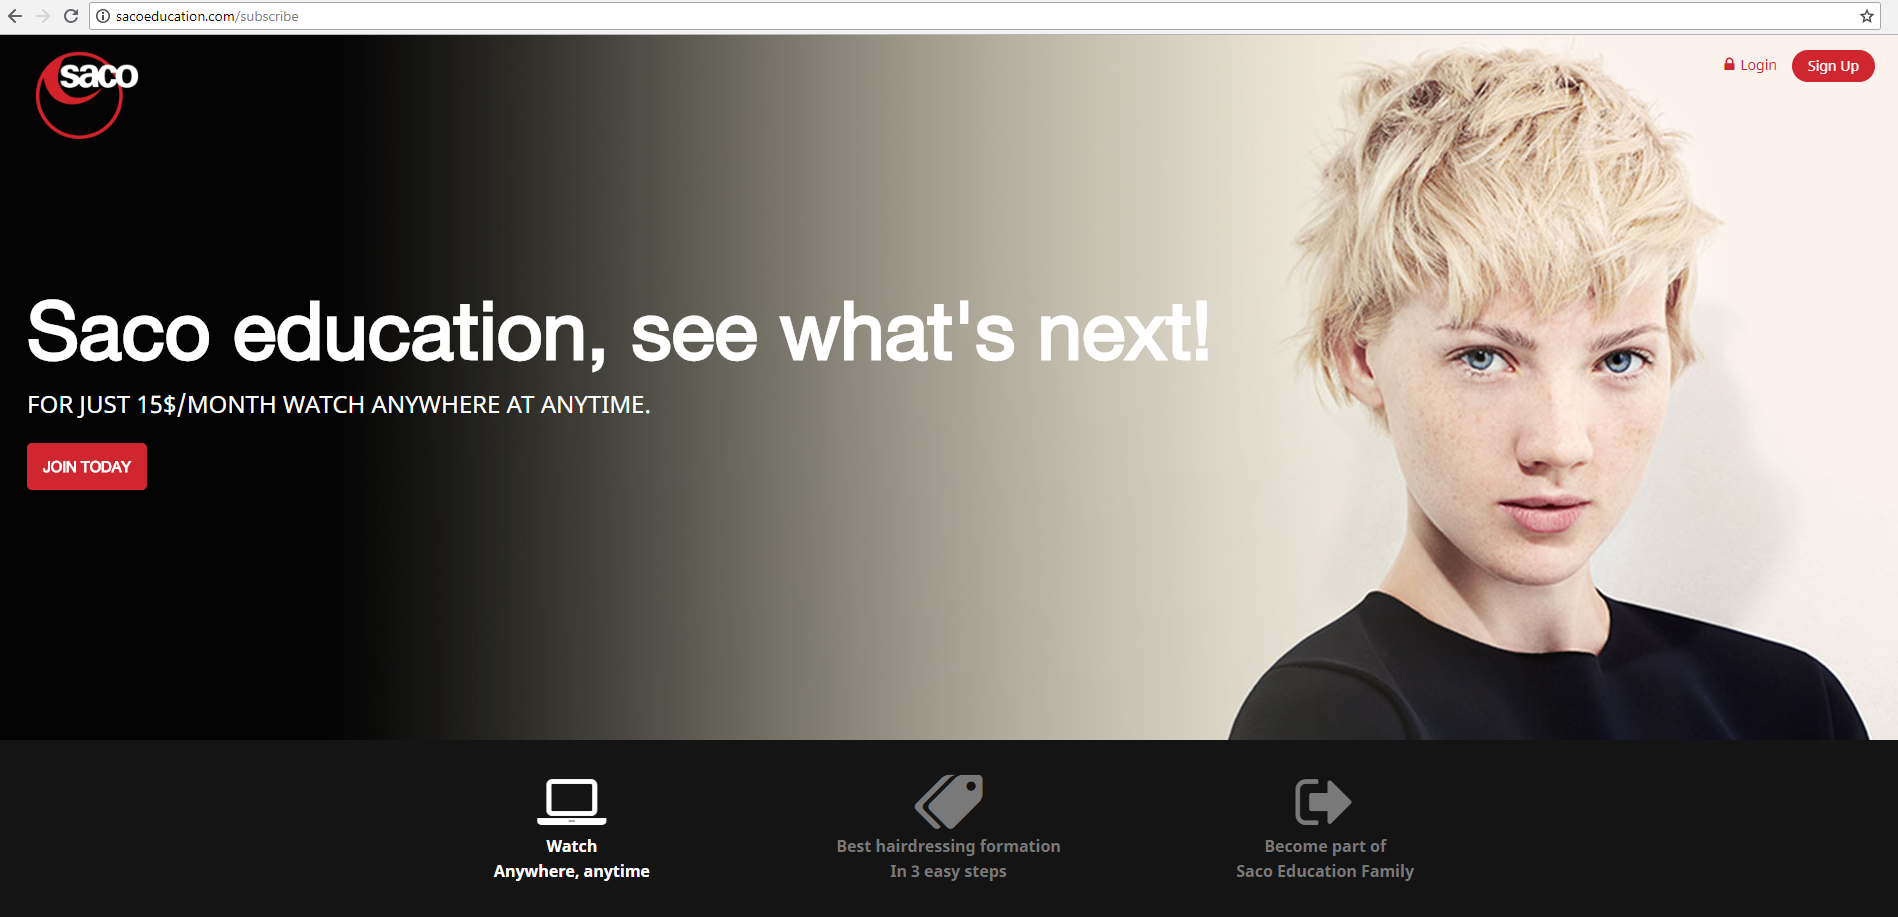 sacoeducation.com/subscribe
saco
Login
Sign Up
Saco education, see what's next!
FOR JUST 15$/MONTH WATCH ANYWHERE AT ANYTIME.
JOIN TODAY
Watch
Anywhere, anytime
Best hairdressing formation
In 3 easy steps
Become part of
Saco Education Family